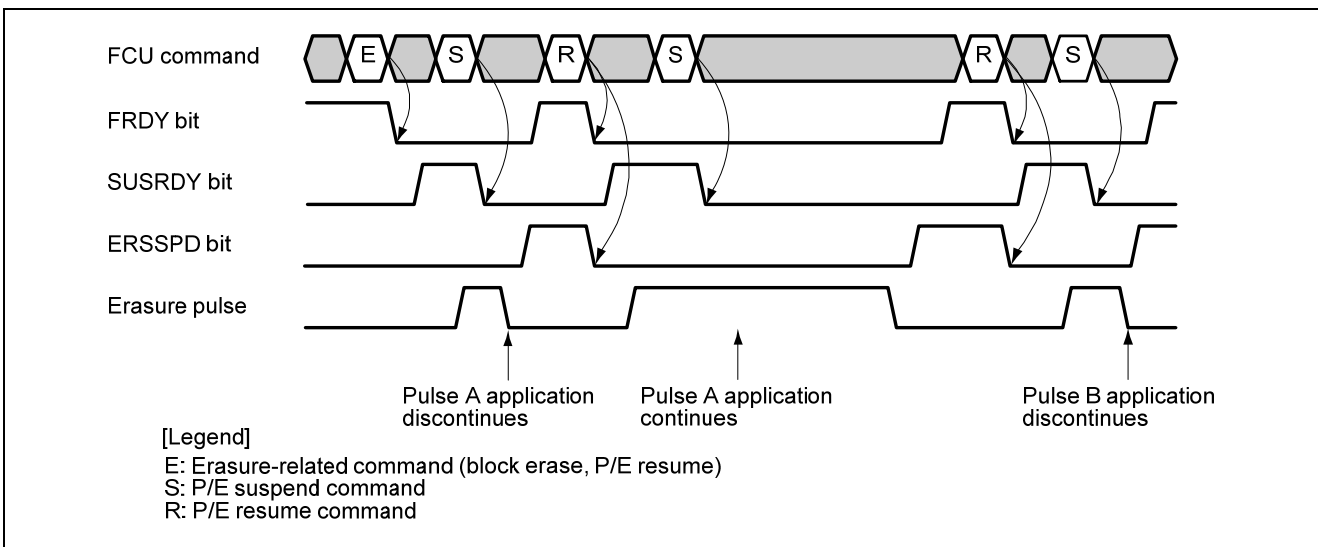 FCU command
E S R S R S
FRDY bit
SUSRDY bit
ERSSPD bit
Erasure pulse
Pulse A application discontinues
Pulse A application continues
Pulse B application discontinues
[Legend]
E: Erasure-related command (block erase, P/E resume)
S: P/E suspend command
R: P/E resume command